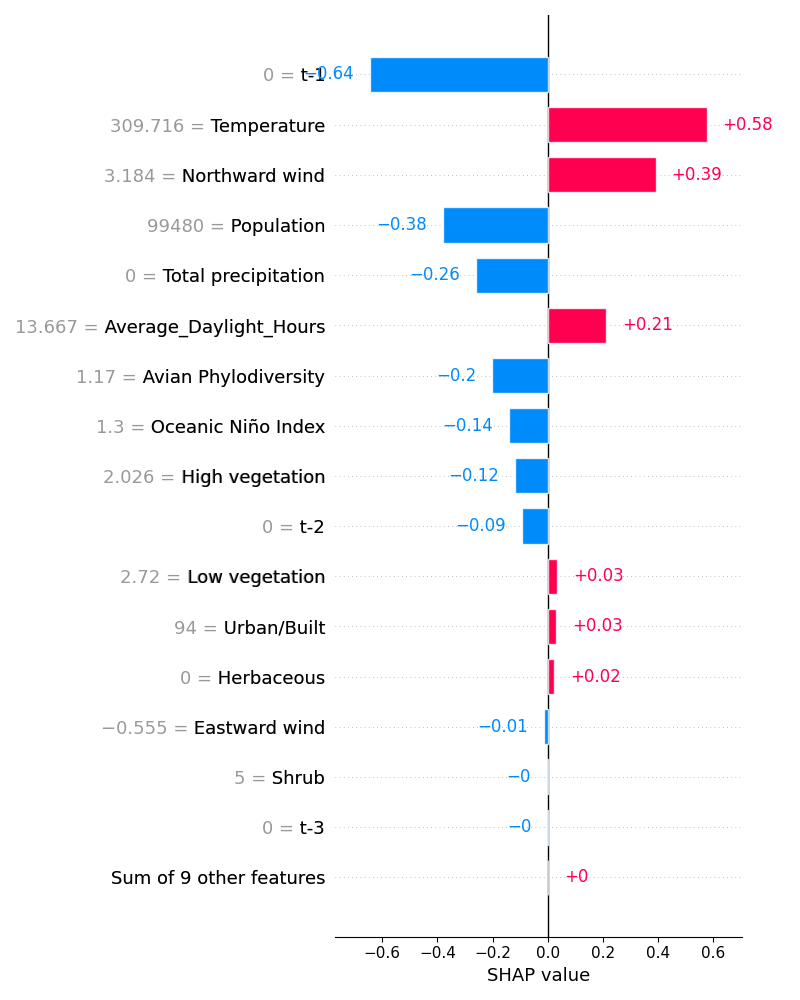 0 = t-1 −0.64
309.716 = Temperature +0.58
3.184 = Northward wind +0.39
99480 = Population −0.38
0 = Total precipitation −0.26
13.667 = Average_Daylight_Hours +0.21
1.17 = Avian Phylodiversity −0.2
1.3 = Oceanic Niño Index −0.14
2.026 = High vegetation −0.12
0 = t-2 −0.09
2.72 = Low vegetation +0.03
94 = Urban/Built +0.03
0 = Herbaceous +0.02
−0.555 = Eastward wind −0.01
5 = Shrub −0
0 = t-3 −0
Sum of 9 other features +0
−0.6 −0.4 −0.2 0.0 0.2 0.4 0.6
SHAP value